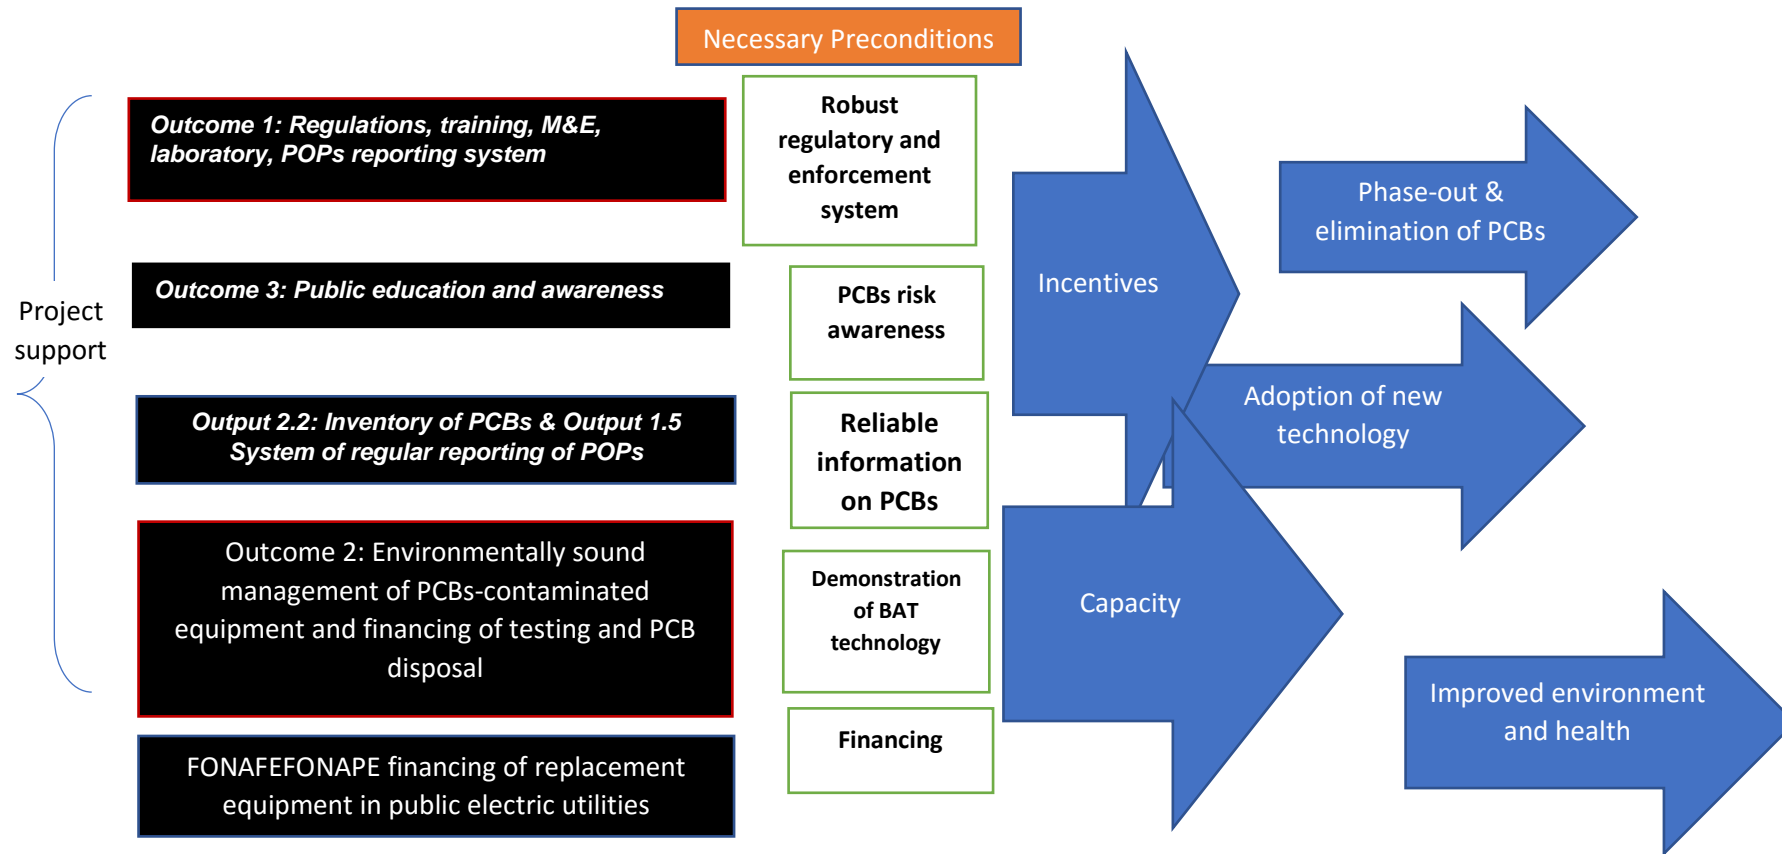 Necessary Preconditions
Project
support
Outcome 1: Regulations, training, M&E,
laboratory, POPs reporting system
Outcome 3: Public education and awareness
Output 2.2: Inventory of PCBs & Output 1.5
System of regular reporting of POPs
Outcome 2: Environmentally sound
management of PCBs-contaminated
equipment and financing of testing and PCB
disposal
FONAFEFONAPE financing of replacement
equipment in public electric utilities
Robust
regulatory and
enforcement
system
PCBs risk
awareness
Reliable
information
on PCBs
Demonstration
of BAT
technology
Financing
Incentives
Capacity
Phase-out &
elimination of PCBs
Adoption of new
technology
Improved environment
and health